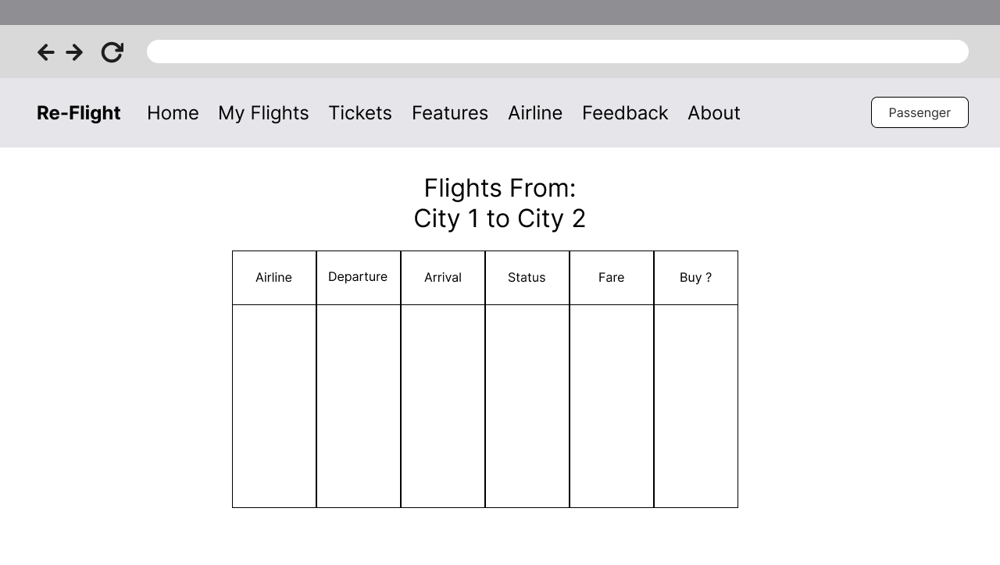 Re-Flight Home My Flights Tickets Features Airline Feedback About Passenger
Flights From:
City 1 to City 2
Airline Departure Arrival Status Fare Buy ?